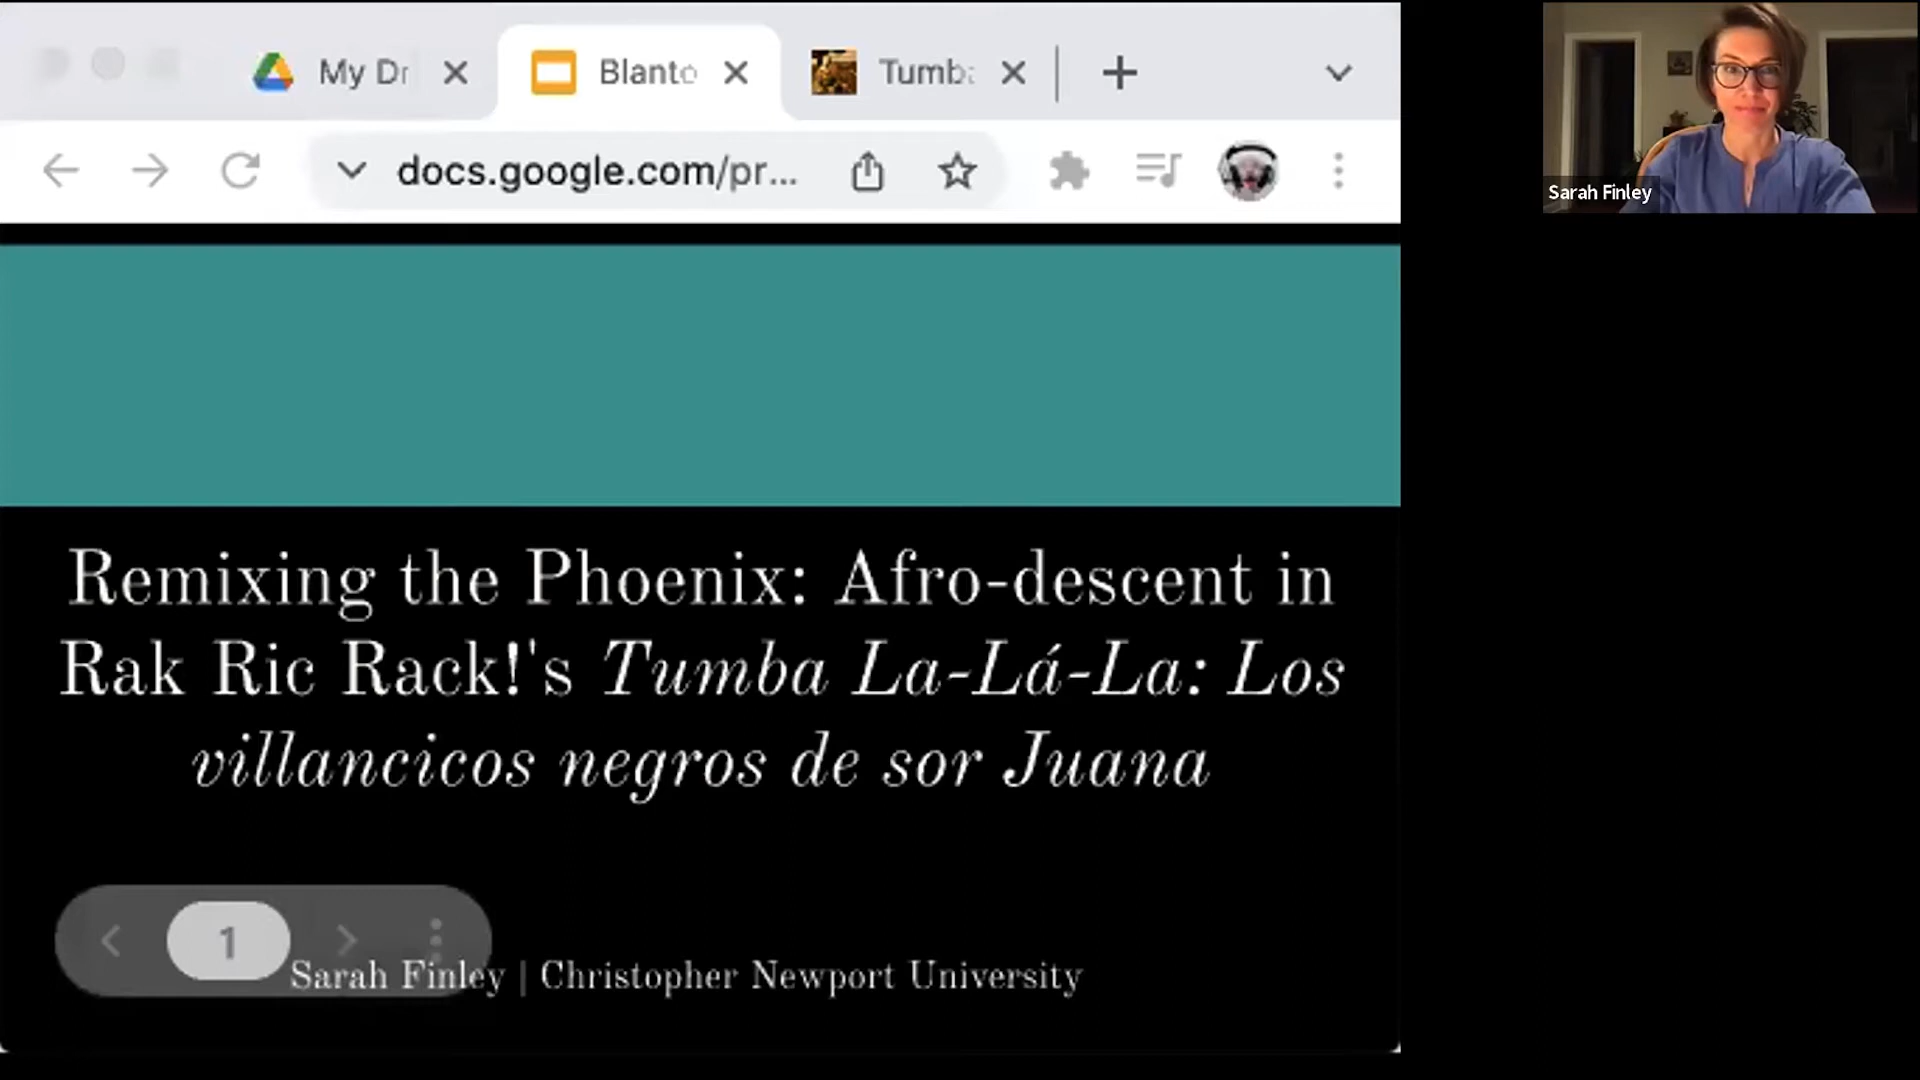 My Dr
Blanto
Tumba
docs.google.com/pr...
Sarah Finley
Remixing the Phoenix: Afro-descent in
Rak Ric Rack!'s Tumba La-Lá-La: Los
villancicos negros de sor Juana
1
Sarah Finley | Christopher Newport University